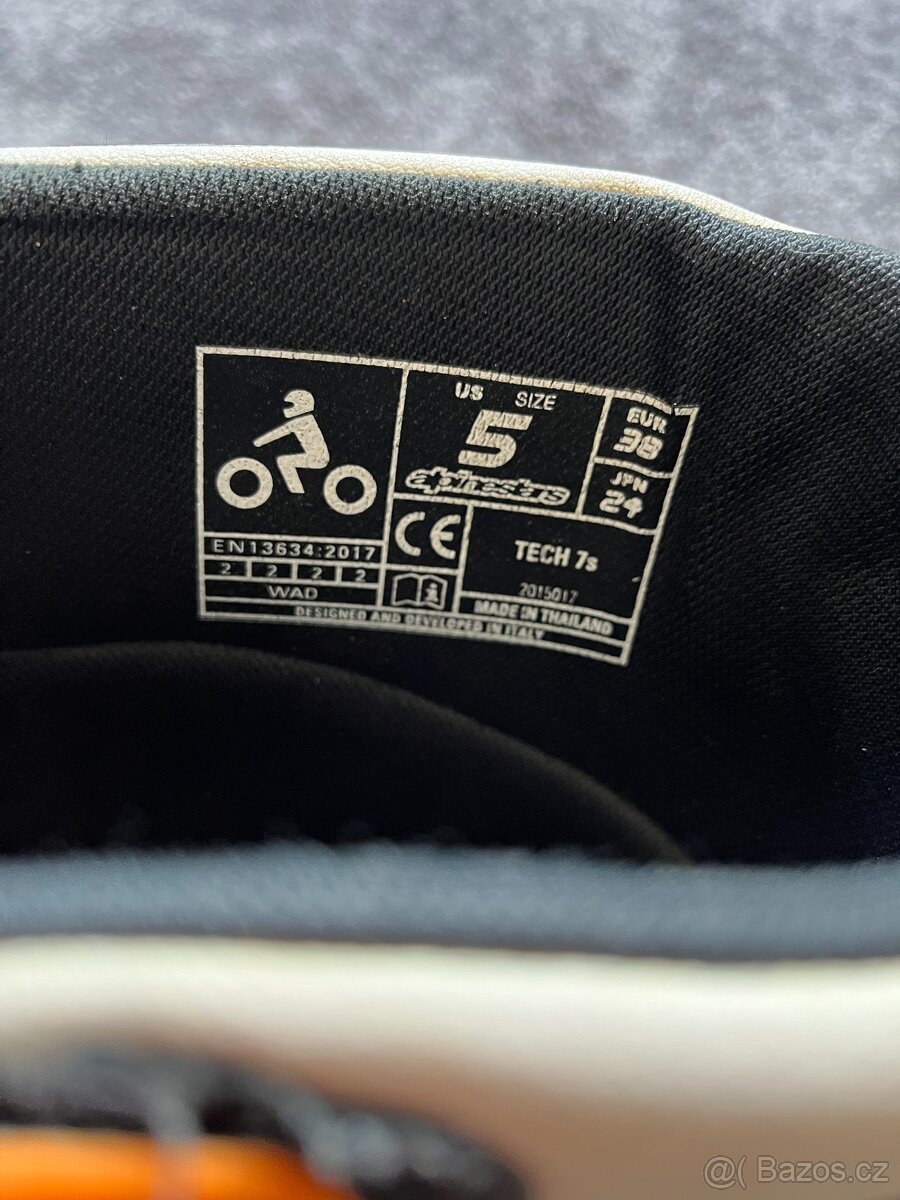 US SIZE
5
alpinestars
EUR
38
JPN
24
EN13634:2017
2 2 2 2
WAD
CE
TECH 7s
2015017
MADE IN THAILAND
DESIGNED AND DEVELOPED IN ITALY
@( Bazos.cz